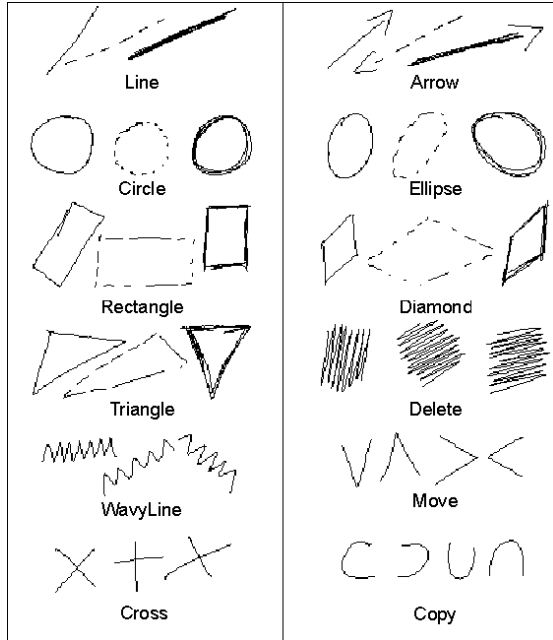 Line
Arrow
Circle
Ellipse
Rectangle
Diamond
Triangle
Delete
WavyLine
Move
Cross
Copy